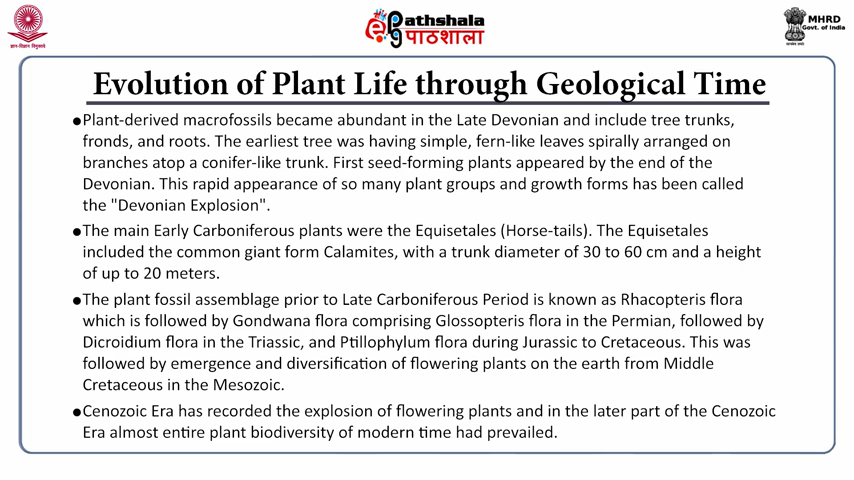 Pathshala
पाठशाला
MHRD
Govt. of India
Evolution of Plant Life through Geological Time
●Plant-derived macrofossils became abundant in the Late Devonian and include tree trunks,
fronds, and roots. The earliest tree was having simple, fern-like leaves spirally arranged on
branches atop a conifer-like trunk. First seed-forming plants appeared by the end of the
Devonian. This rapid appearance of so many plant groups and growth forms has been called
the "Devonian Explosion".
●The main Early Carboniferous plants were the Equisetales (Horse-tails). The Equisetales
included the common giant form Calamites, with a trunk diameter of 30 to 60 cm and a height
of up to 20 meters.
●The plant fossil assemblage prior to Late Carboniferous Period is known as Rhacopteris flora
which is followed by Gondwana flora comprising Glossopteris flora in the Permian, followed by
Dicroidium flora in the Triassic, and Ptillophylum flora during Jurassic to Cretaceous. This was
followed by emergence and diversification of flowering plants on the earth from Middle
Cretaceous in the Mesozoic.
●Cenozoic Era has recorded the explosion of flowering plants and in the later part of the Cenozoic
Era almost entire plant biodiversity of modern time had prevailed.